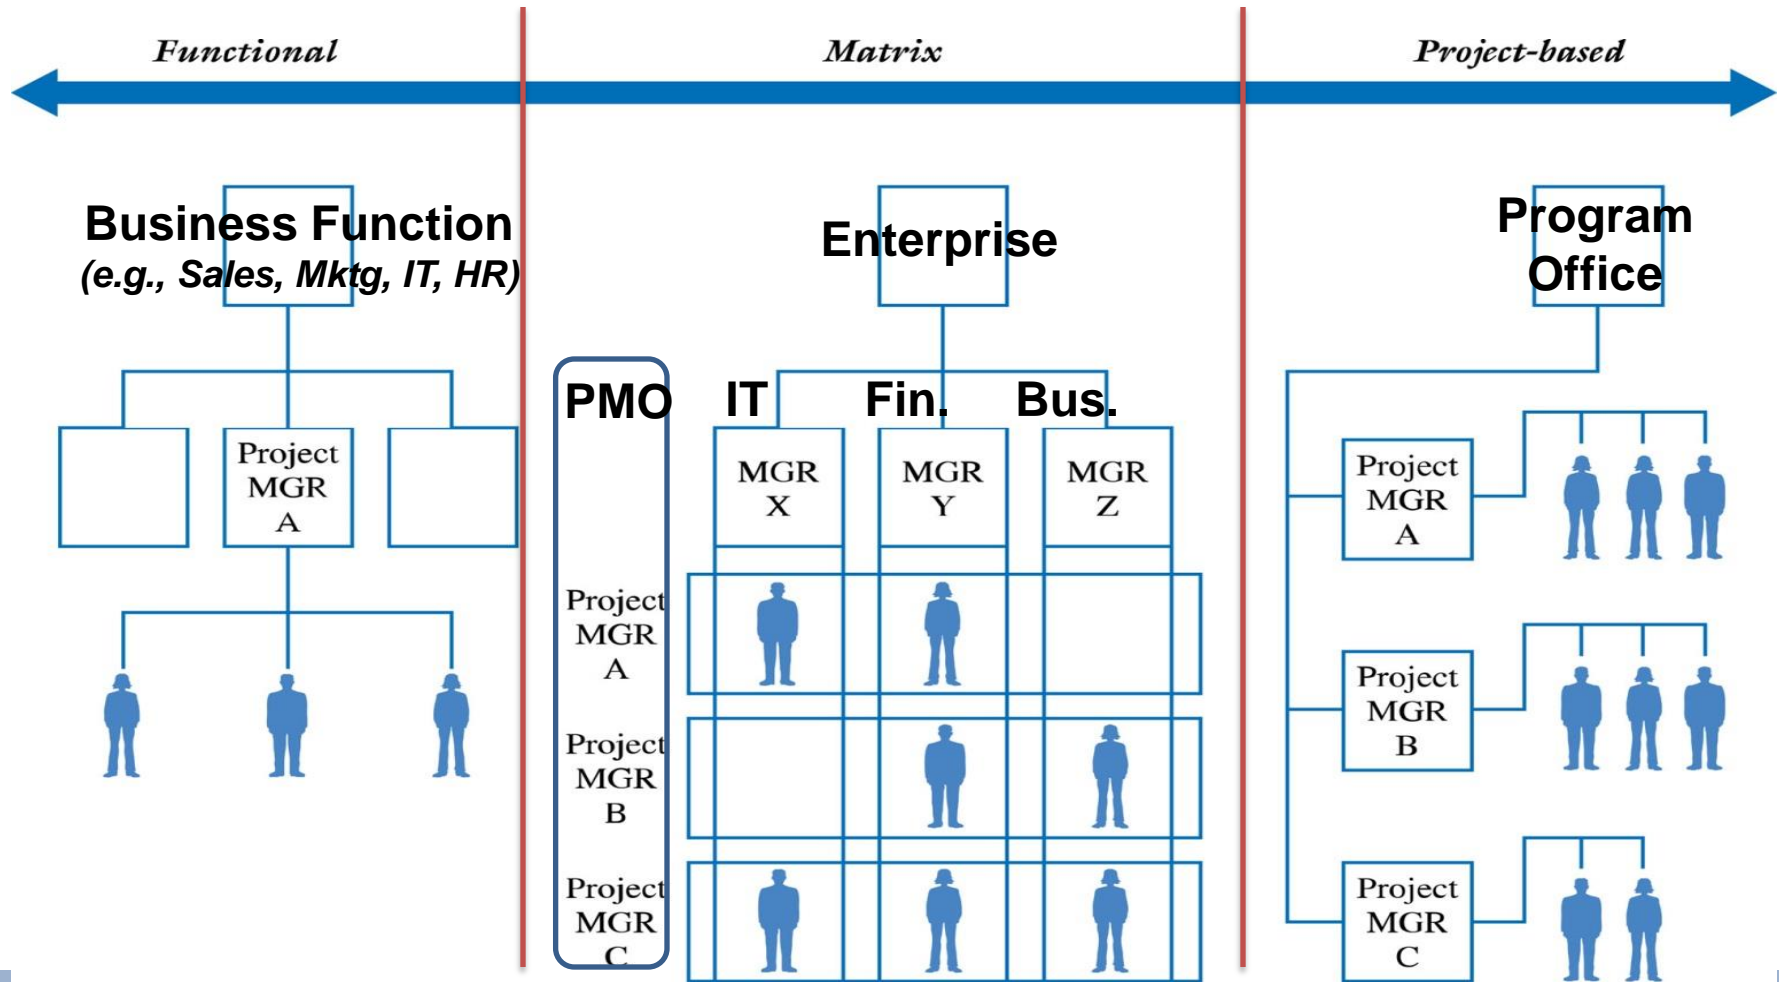 Functional
Matrix
Project-based
Business Function
(e.g., Sales, Mktg, IT, HR)
Enterprise
Program
Office
PMO
IT
Fin.
Bus.
Project
MGR
A
MGR
X
MGR
Y
MGR
Z
Project
MGR
A
Project
MGR
B
Project
MGR
C
Project
MGR
A
Project
MGR
B
Project
MGR
C